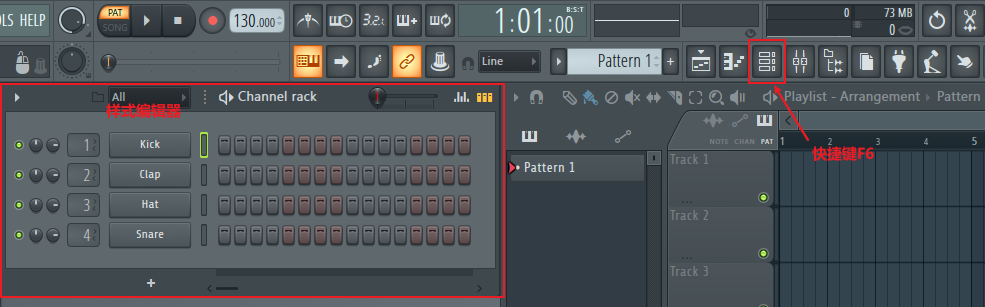 OLS HELP
PAT
SONG
130.000
3.2.
1:01:00
B:S:T
0
73 MB
0
Line
Pattern 1
+
All
Channel rack
样式编辑器
Playlist - Arrangement
Pattern
1 Kick
2 Clap
3 Hat
4 Snare
+
Pattern 1
NOTE CHAN PAT
1 2 3 4 5
Track 1
...
Track 2
...
Track 3
快捷键F6